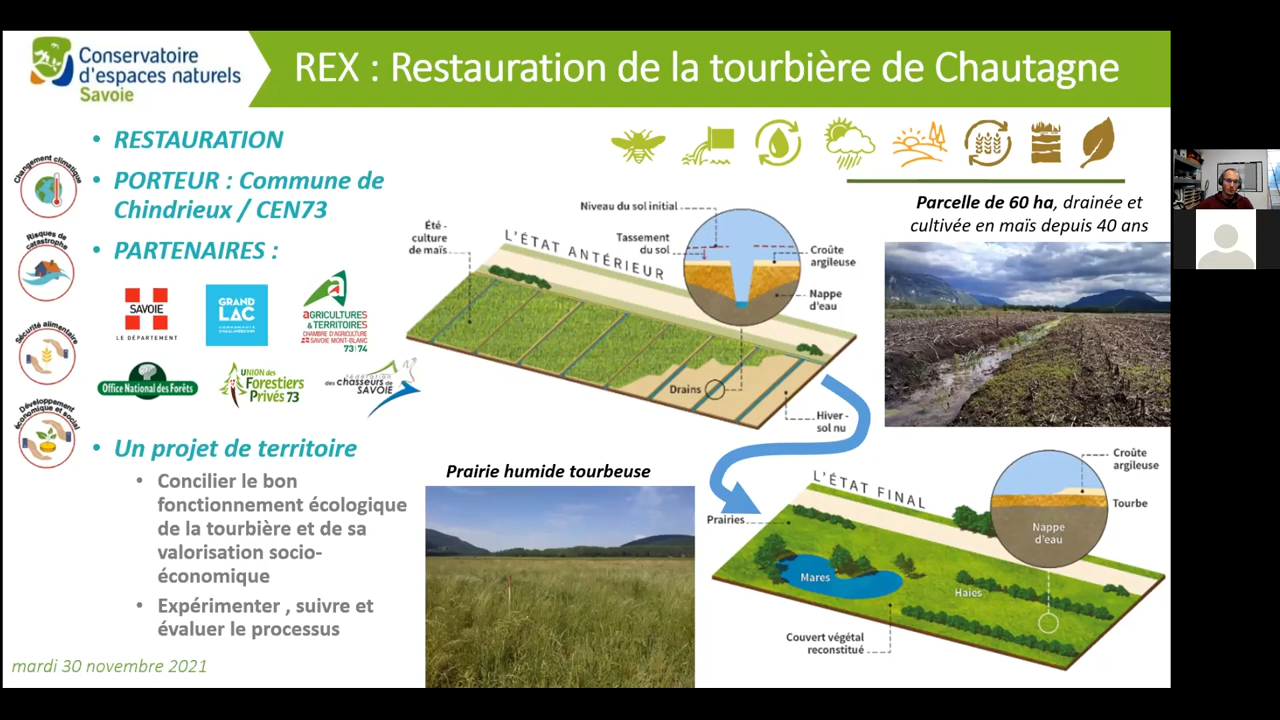 Conservatoire
d'espaces naturels
Savoie
REX : Restauration de la tourbière de Chautagne
• RESTAURATION
• PORTEUR : Commune de
Chindrieux / CEN73
• PARTENAIRES :
Changement climatique
Risques de
catastrophe
Sécurité alimentaire
Développement
économique et social
SAVOIE
LE DÉPARTEMENT
GRAND
LAC
AGRICULTURES
& TERRITOIRES
CHAMBRE D'AGRICULTURE
SAVOIE MONT-BLANC
73|74
Office National des Forêts
UNION des
Forestiers
Privés 73
fédération
des chasseurs de
SAVOIE
• Un projet de territoire
• Concilier le bon
fonctionnement écologique
de la tourbière et de sa
valorisation socio-
économique
• Expérimenter , suivre et
évaluer le processus
mardi 30 novembre 2021
Parcelle de 60 ha, drainée et
cultivée en maïs depuis 40 ans
L'ÉTAT ANTÉRIEUR
Été -
culture
de maïs
Niveau du sol initial
Tassement
du sol
Croûte
argileuse
Nappe
d'eau
Drains
Hiver -
sol nu
Prairie humide tourbeuse
L'ÉTAT FINAL
Prairies
Mares
Haies
Couvert végétal
reconstitué
Croûte
argileuse
Tourbe
Nappe
d'eau